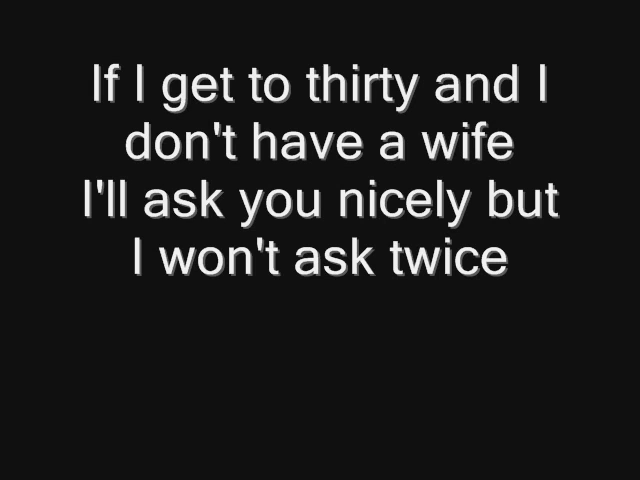 If I get to thirty and I
don't have a wife
I'll ask you nicely but
I won't ask twice